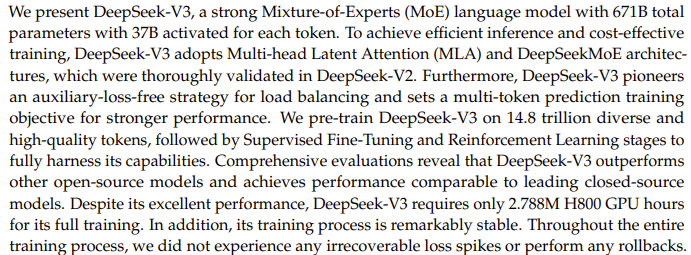 We present DeepSeek-V3, a strong Mixture-of-Experts (MoE) language model with 671B total
parameters with 37B activated for each token. To achieve efficient inference and cost-effective
training, DeepSeek-V3 adopts Multi-head Latent Attention (MLA) and DeepSeekMoE architec-
tures, which were thoroughly validated in DeepSeek-V2. Furthermore, DeepSeek-V3 pioneers
an auxiliary-loss-free strategy for load balancing and sets a multi-token prediction training
objective for stronger performance. We pre-train DeepSeek-V3 on 14.8 trillion diverse and
high-quality tokens, followed by Supervised Fine-Tuning and Reinforcement Learning stages to
fully harness its capabilities. Comprehensive evaluations reveal that DeepSeek-V3 outperforms
other open-source models and achieves performance comparable to leading closed-source
models. Despite its excellent performance, DeepSeek-V3 requires only 2.788M H800 GPU hours
for its full training. In addition, its training process is remarkably stable. Throughout the entire
training process, we did not experience any irrecoverable loss spikes or perform any rollbacks.